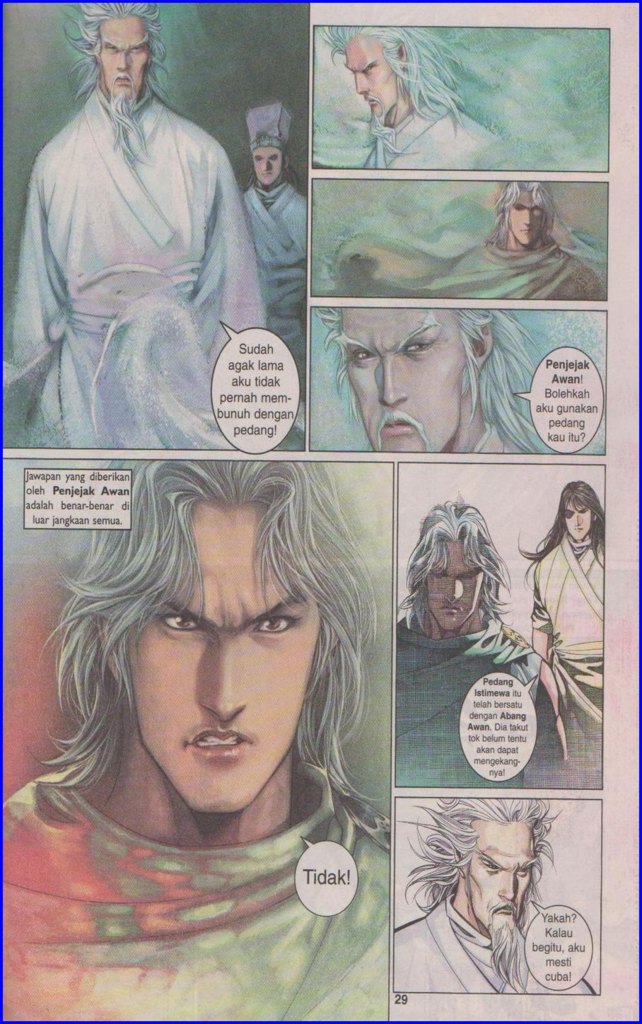 Sudah
agak lama
aku tidak
pernah mem-
bunuh dengan
pedang!
Penjejak
Awan!
Bolehkah
aku gunakan
pedang
kau itu?
Jawapan yang diberikan
oleh Penjejak Awan
adalah benar-benar di
luar jangkaan semua.
Tidak!
Pedang
Istimewa itu
telah bersatu
dengan Abang
Awan. Dia takut
tok belum tentu
akan dapat
mengekang-
nya!
Yakah?
Kalau
begitu, aku
mesti
cuba!
29